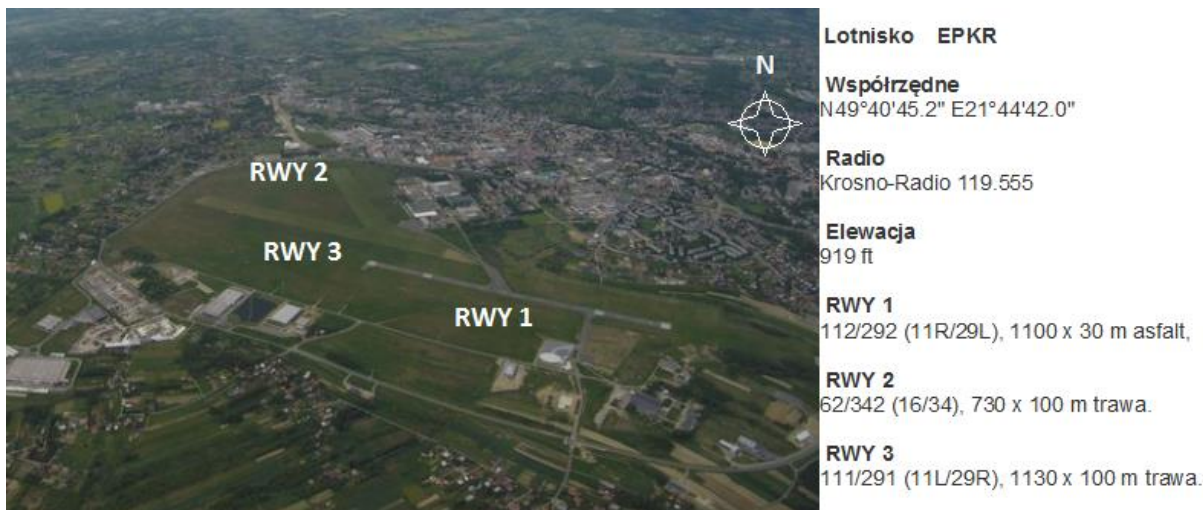 N
RWY 2
RWY 3
RWY 1
Lotnisko EPKR
Współrzędne
N49°40'45.2" E21°44'42.0"
Radio
Krosno-Radio 119.555
Elewacja
919 ft
RWY 1
112/292 (11R/29L), 1100 x 30 m asfalt,
RWY 2
62/342 (16/34), 730 x 100 m trawa.
RWY 3
111/291 (11L/29R), 1130 x 100 m trawa.